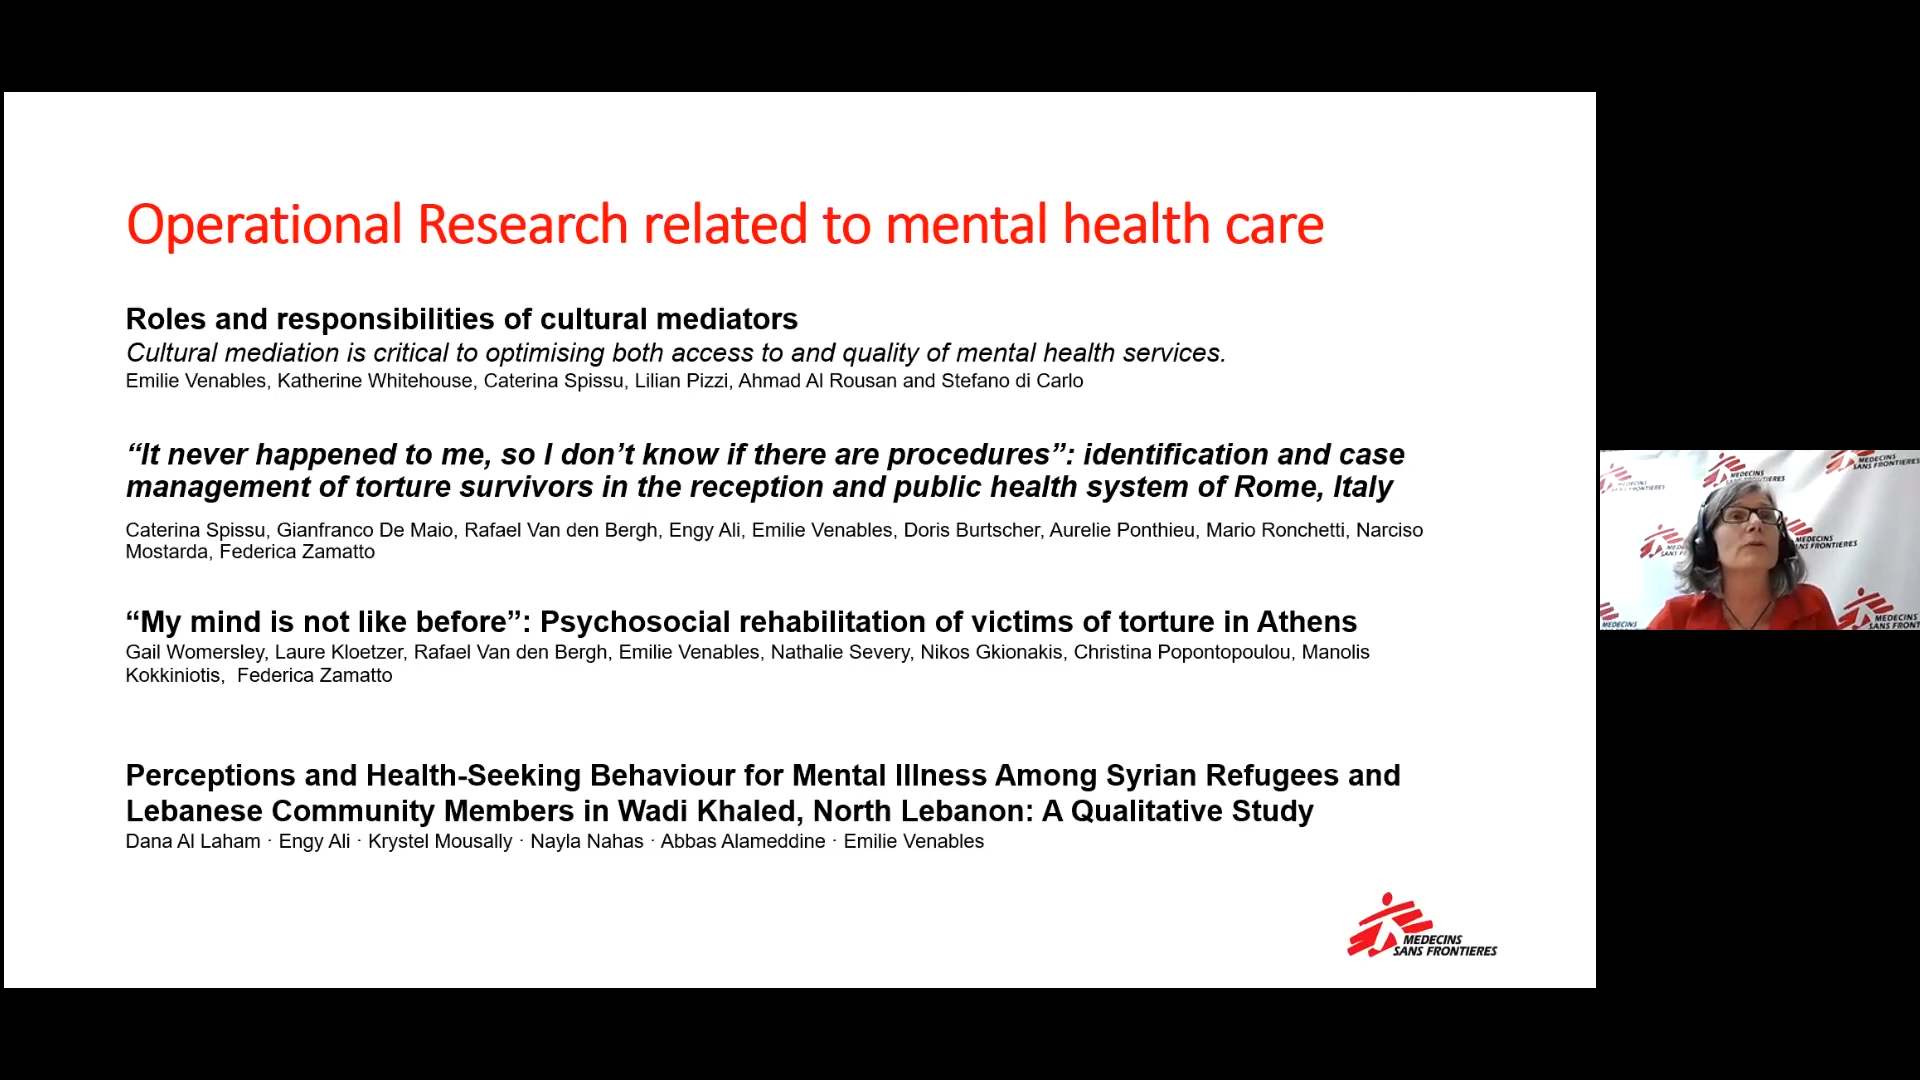 Operational Research related to mental health care
Roles and responsibilities of cultural mediators
Cultural mediation is critical to optimising both access to and quality of mental health services.
Emilie Venables, Katherine Whitehouse, Caterina Spissu, Lilian Pizzi, Ahmad Al Rousan and Stefano di Carlo
“It never happened to me, so I don’t know if there are procedures”: identification and case
management of torture survivors in the reception and public health system of Rome, Italy
Caterina Spissu, Gianfranco De Maio, Rafael Van den Bergh, Engy Ali, Emilie Venables, Doris Burtscher, Aurelie Ponthieu, Mario Ronchetti, Narciso
Mostarda, Federica Zamatto
“My mind is not like before”: Psychosocial rehabilitation of victims of torture in Athens
Gail Womersley, Laure Kloetzer, Rafael Van den Bergh, Emilie Venables, Nathalie Severy, Nikos Gkionakis, Christina Popontopoulou, Manolis
Kokkiniotis, Federica Zamatto
Perceptions and Health-Seeking Behaviour for Mental Illness Among Syrian Refugees and
Lebanese Community Members in Wadi Khaled, North Lebanon: A Qualitative Study
Dana Al Laham · Engy Ali · Krystel Mousally · Nayla Nahas · Abbas Alameddine · Emilie Venables
MEDECINS
SANS FRONTIERES
MEDECINS
SANS FRONTIERES
MEDECINS
SANS FRONTIERES
MEDECINS
MEDECINS